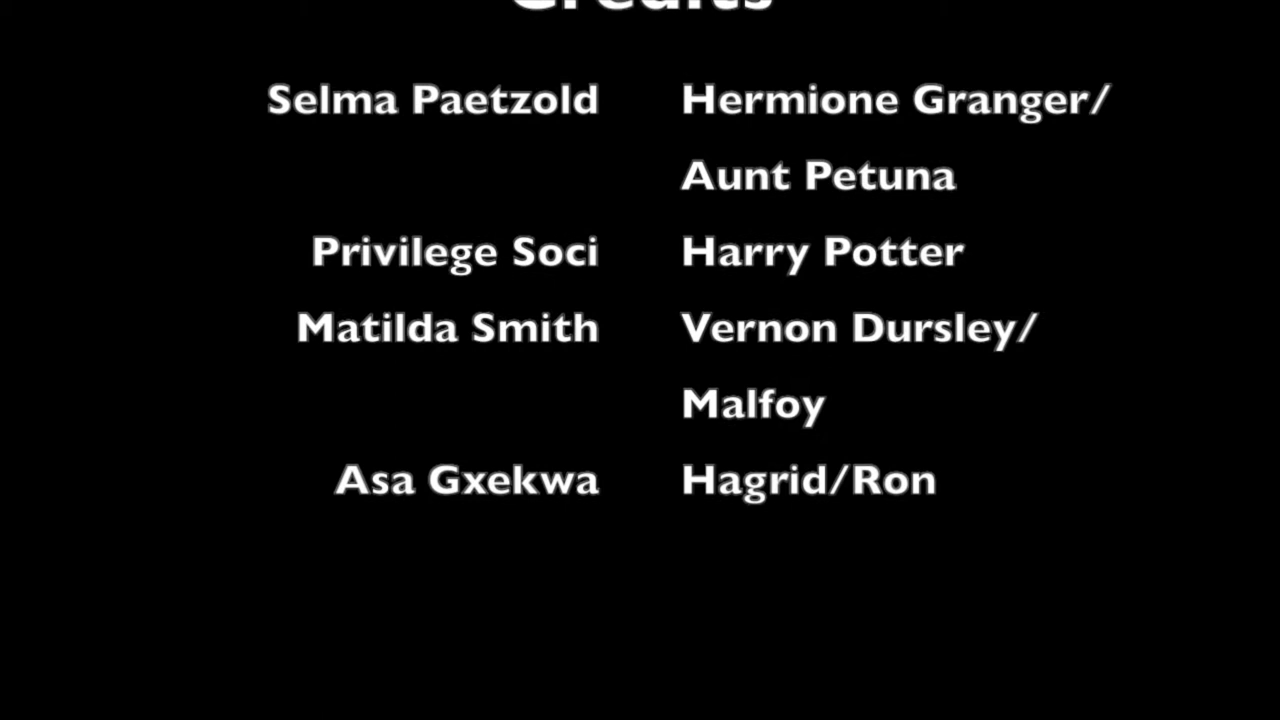 Credits
Selma Paetzold Hermione Granger/
Aunt Petuna
Privilege Soci Harry Potter
Matilda Smith Vernon Dursley/
Malfoy
Asa Gxekwa Hagrid/Ron